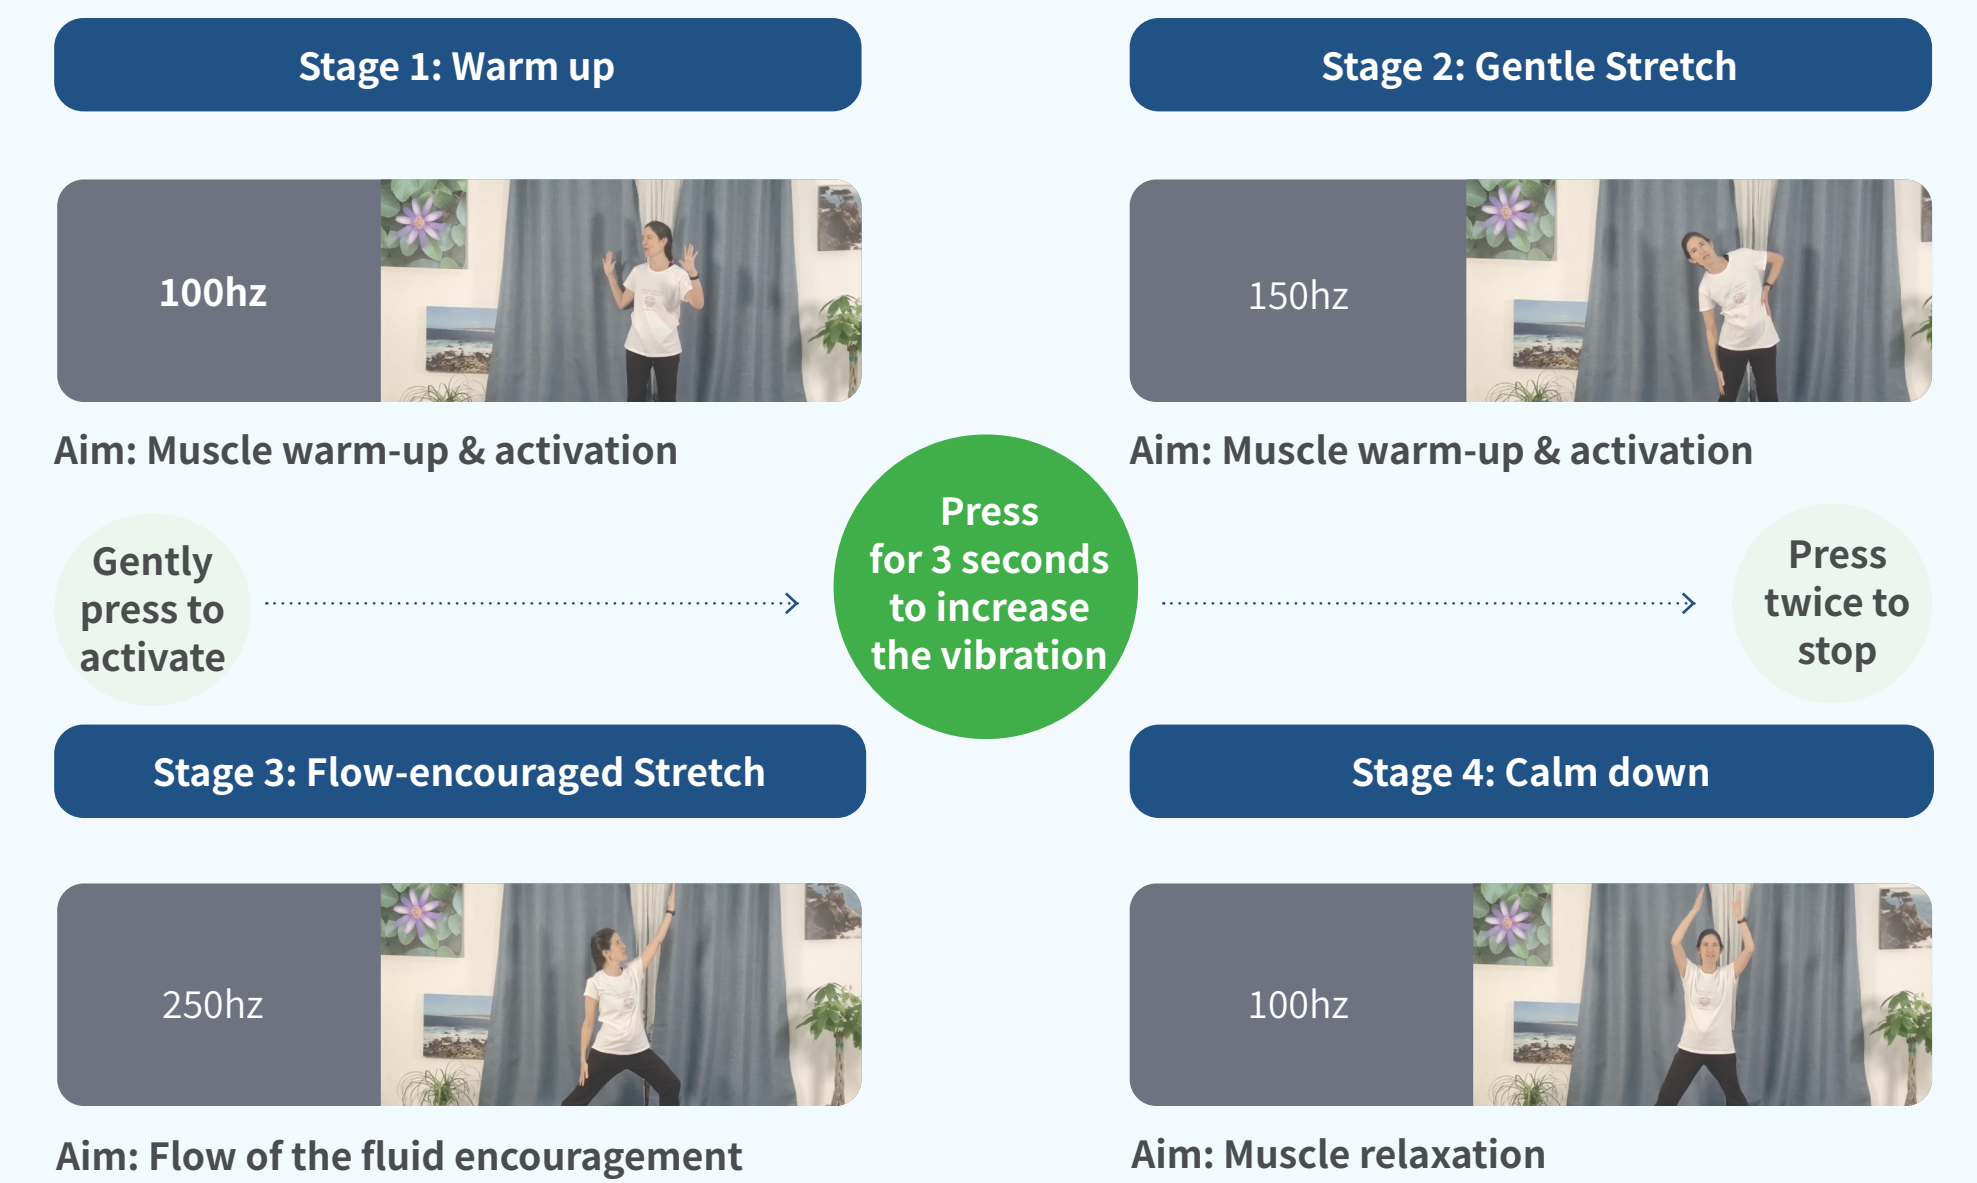 Stage 1: Warm up
Stage 2: Gentle Stretch
100hz
150hz
Aim: Muscle warm-up & activation
Aim: Muscle warm-up & activation
Gently
press to
activate
Press
for 3 seconds
to increase
the vibration
Press
twice to
stop
Stage 3: Flow-encouraged Stretch
Stage 4: Calm down
250hz
100hz
Aim: Flow of the fluid encouragement
Aim: Muscle relaxation